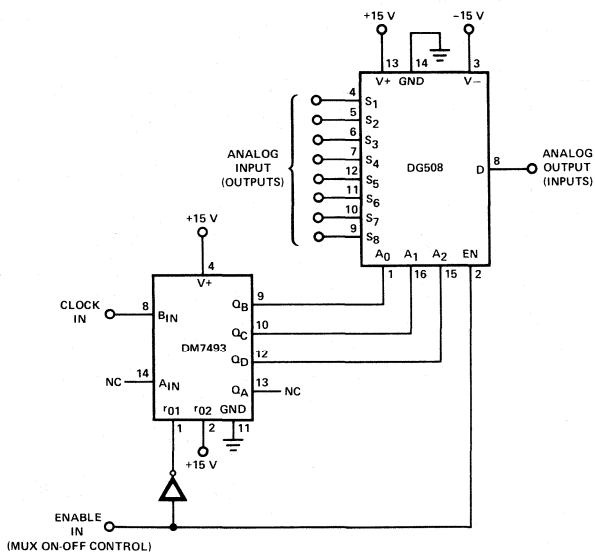 +15 V
-15 V
13
14
3
V+
GND
V-
ANALOG
INPUT
(OUTPUTS)
4
S1
5
S2
6
S3
7
S4
12
S5
11
S6
10
S7
9
S8
DG508
D
8
ANALOG
OUTPUT
(INPUTS)
A0
A1
A2
EN
1
16
15
2
+15 V
4
V+
CLOCK
IN
8
BIN
QB
9
QC
10
DM7493
QD
12
NC
14
AIN
QA
13
NC
r01
r02
GND
1
2
11
+15 V
ENABLE
IN
(MUX ON-OFF CONTROL)